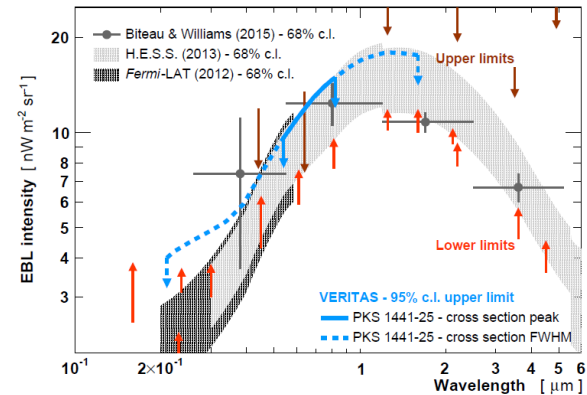 20
10
7
6
5
4
3
EBL intensity [ nW m⁻² sr⁻¹ ]
Biteau & Williams (2015) - 68% c.l.
H.E.S.S. (2013) - 68% c.l.
Fermi-LAT (2012) - 68% c.l.
Upper limits
Lower limits
VERITAS - 95% c.l. upper limit
PKS 1441-25 - cross section peak
PKS 1441-25 - cross section FWHM
10⁻¹ 2×10⁻¹ 1 2 3 4 5 6
Wavelength [ μm ]